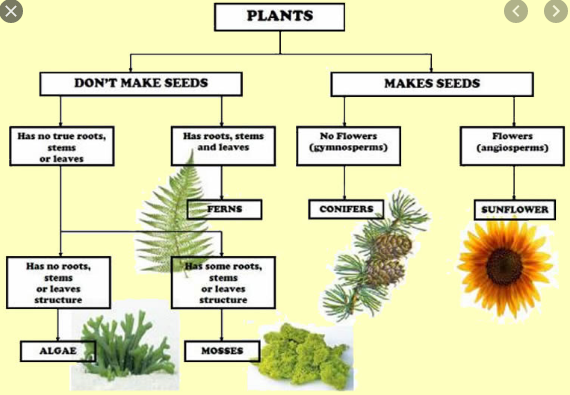 PLANTS
DON'T MAKE SEEDS
MAKES SEEDS
Has no true roots,
stems
or leaves
Has roots, stems
and leaves
No Flowers
(gymnosperms)
Flowers
(angiosperms)
FERNS
CONIFERS
SUNFLOWER
Has no roots,
stems
or leaves
structure
Has some roots,
stems
or leaves
structure
ALGAE
MOSSES